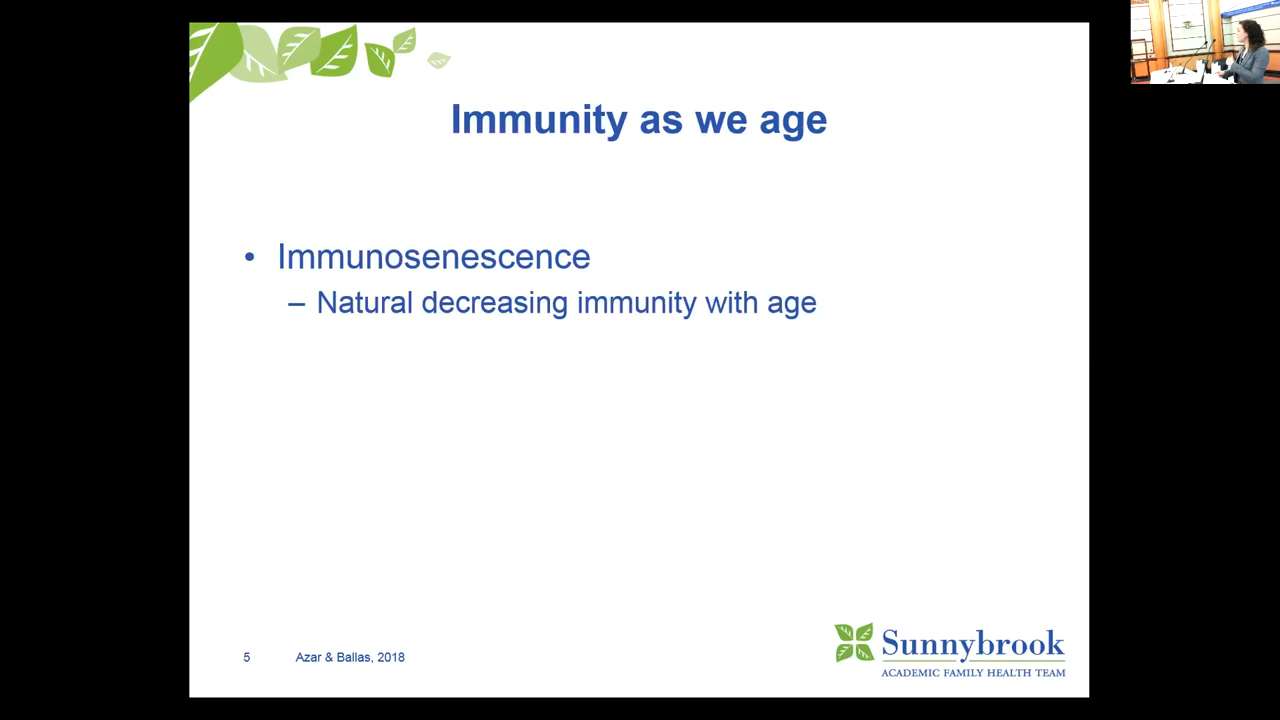 Immunity as we age
• Immunosenescence
– Natural decreasing immunity with age
5 Azar & Ballas, 2018
Sunnybrook
ACADEMIC FAMILY HEALTH TEAM